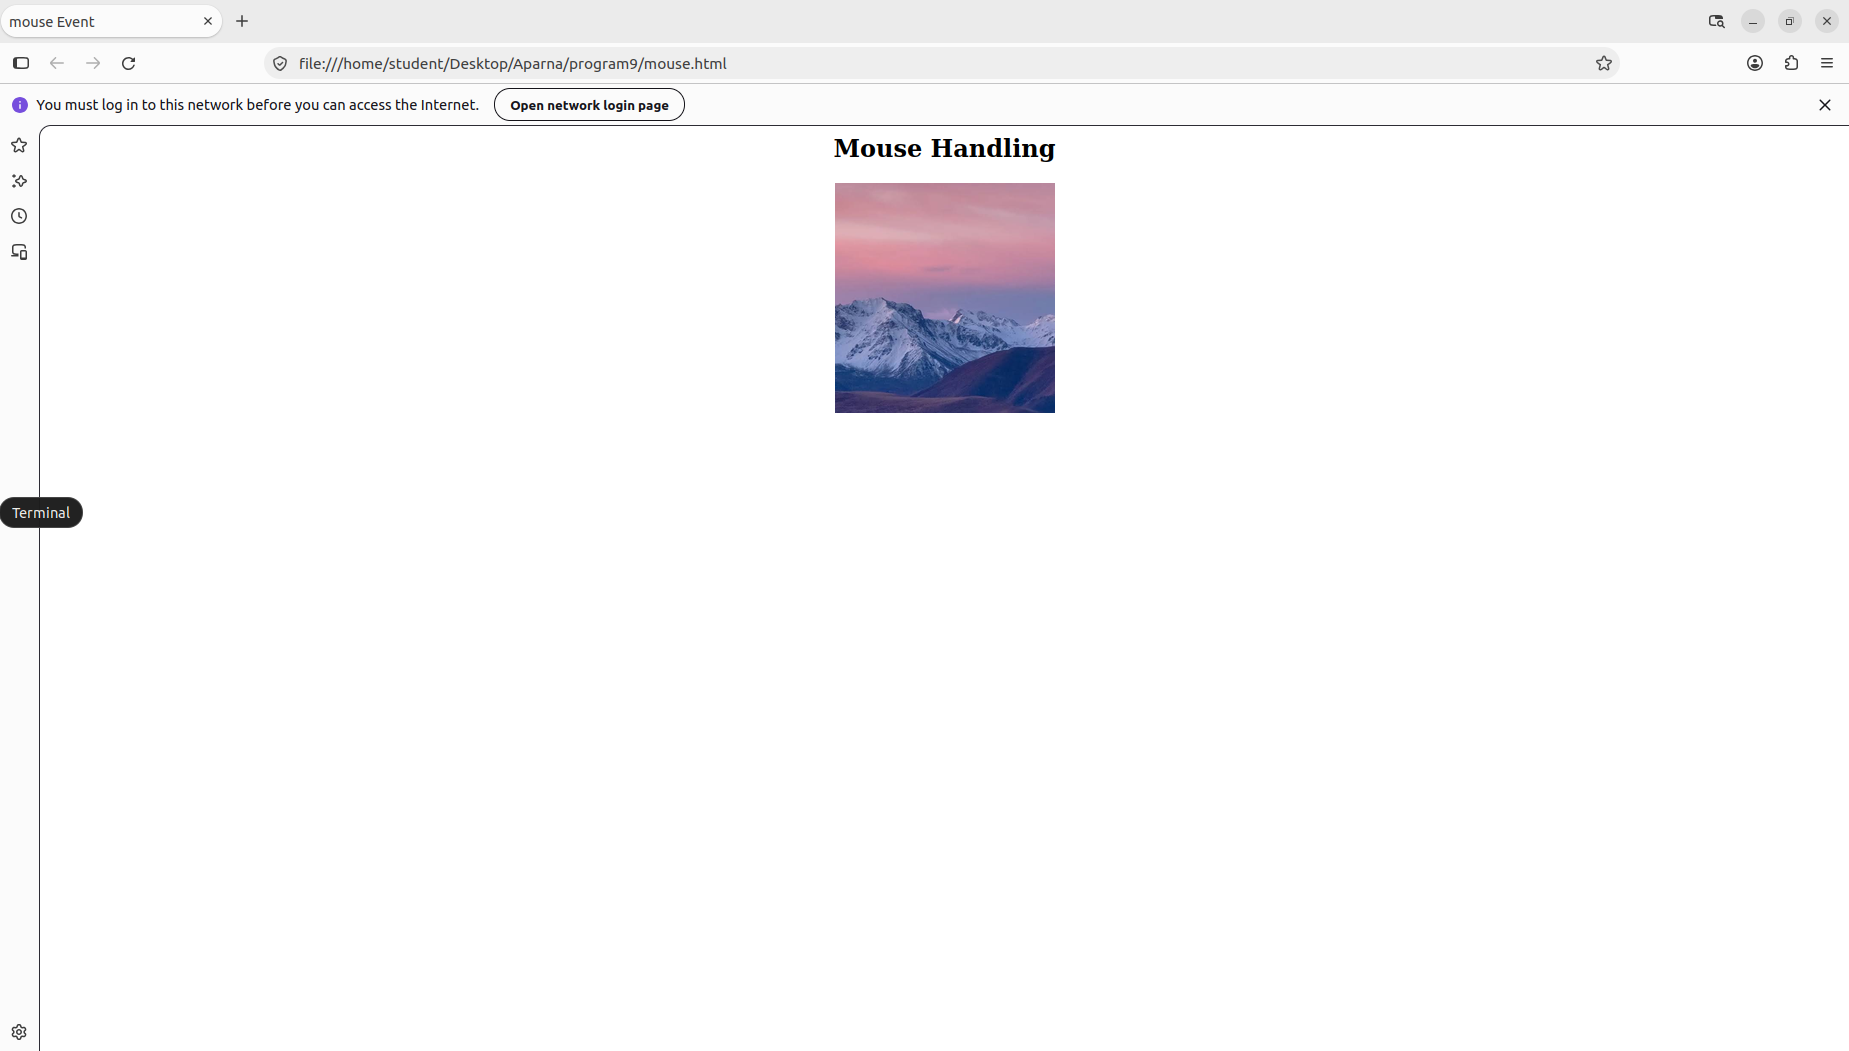 mouse Event
file:///home/student/Desktop/Aparna/program9/mouse.html
You must log in to this network before you can access the Internet. Open network login page
Mouse Handling
Terminal